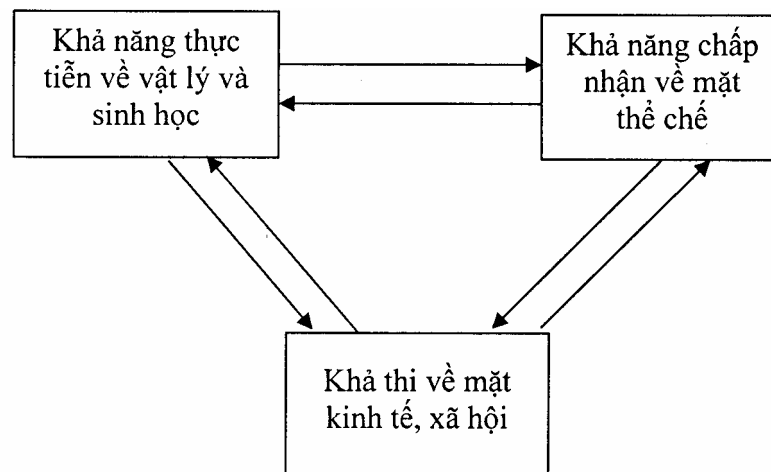 Khả năng thực
tiễn về vật lý và
sinh học
Khả năng chấp
nhận về mặt
thể chế
Khả thi về mặt
kinh tế, xã hội